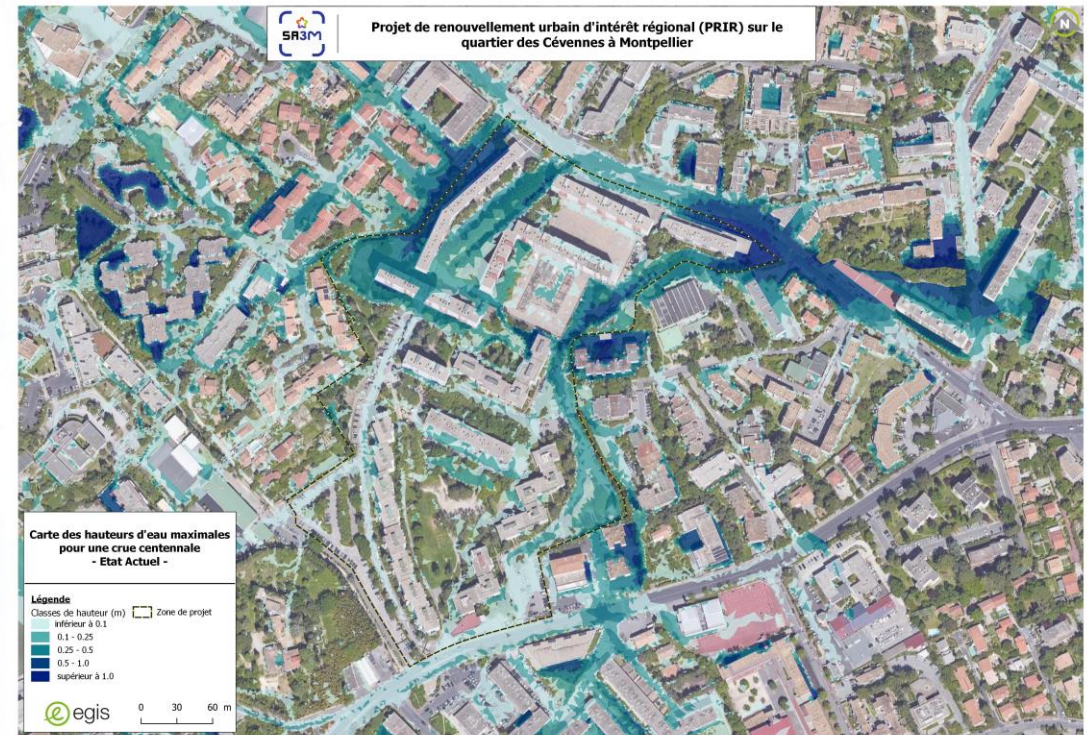 SA3M
Projet de renouvellement urbain d'intérêt régional (PRIR) sur le
quartier des Cévennes à Montpellier
N
Carte des hauteurs d'eau maximales
pour une crue centennale
- Etat Actuel -
Légende
Classes de hauteur (m)
Zone de projet
inférieur à 0.1
0.1 - 0.25
0.25 - 0.5
0.5 - 1.0
supérieur à 1.0
egis
0 30 60 m